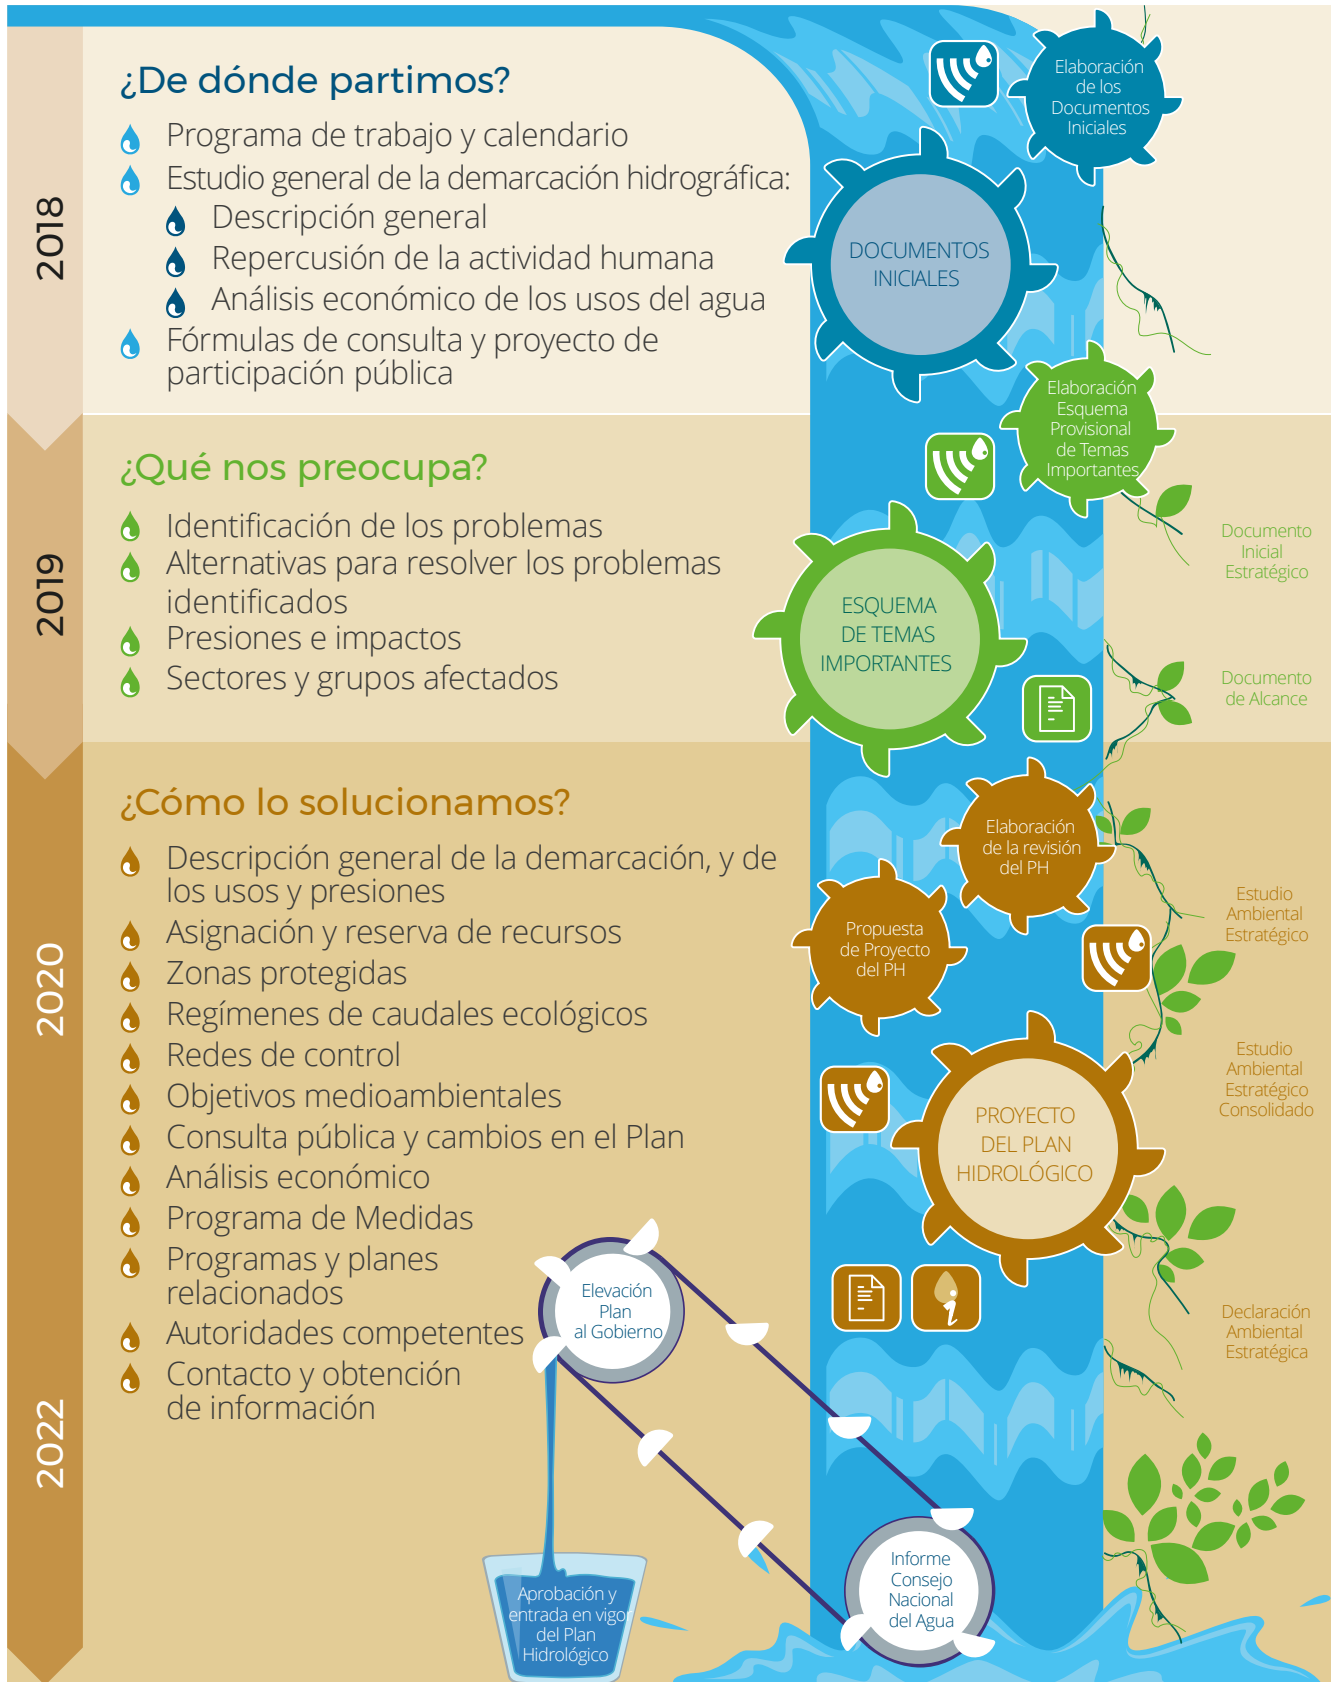 2018
¿De dónde partimos?
Programa de trabajo y calendario
Estudio general de la demarcación hidrográfica:
Descripción general
Repercusión de la actividad humana
Análisis económico de los usos del agua
Fórmulas de consulta y proyecto de
participación pública
Elaboración
de los
Documentos
Iniciales
DOCUMENTOS
INICIALES
2019
¿Qué nos preocupa?
Identificación de los problemas
Alternativas para resolver los problemas
identificados
Presiones e impactos
Sectores y grupos afectados
Elaboración
Esquema
Provisional
de Temas
Importantes
ESQUEMA
DE TEMAS
IMPORTANTES
Documento
Inicial
Estratégico
Documento
de Alcance
2020
2022
¿Cómo lo solucionamos?
Descripción general de la demarcación, y de
los usos y presiones
Asignación y reserva de recursos
Zonas protegidas
Regímenes de caudales ecológicos
Redes de control
Objetivos medioambientales
Consulta pública y cambios en el Plan
Análisis económico
Programa de Medidas
Programas y planes
relacionados
Autoridades competentes
Contacto y obtención
de información
Elaboración
de la revisión
del PH
Propuesta
de Proyecto
del PH
PROYECTO
DEL PLAN
HIDROLÓGICO
Estudio
Ambiental
Estratégico
Estudio
Ambiental
Estratégico
Consolidado
Declaración
Ambiental
Estratégica
Elevación
Plan
al Gobierno
Informe
Consejo
Nacional
del Agua
Aprobación y
entrada en vigor
del Plan
Hidrológico